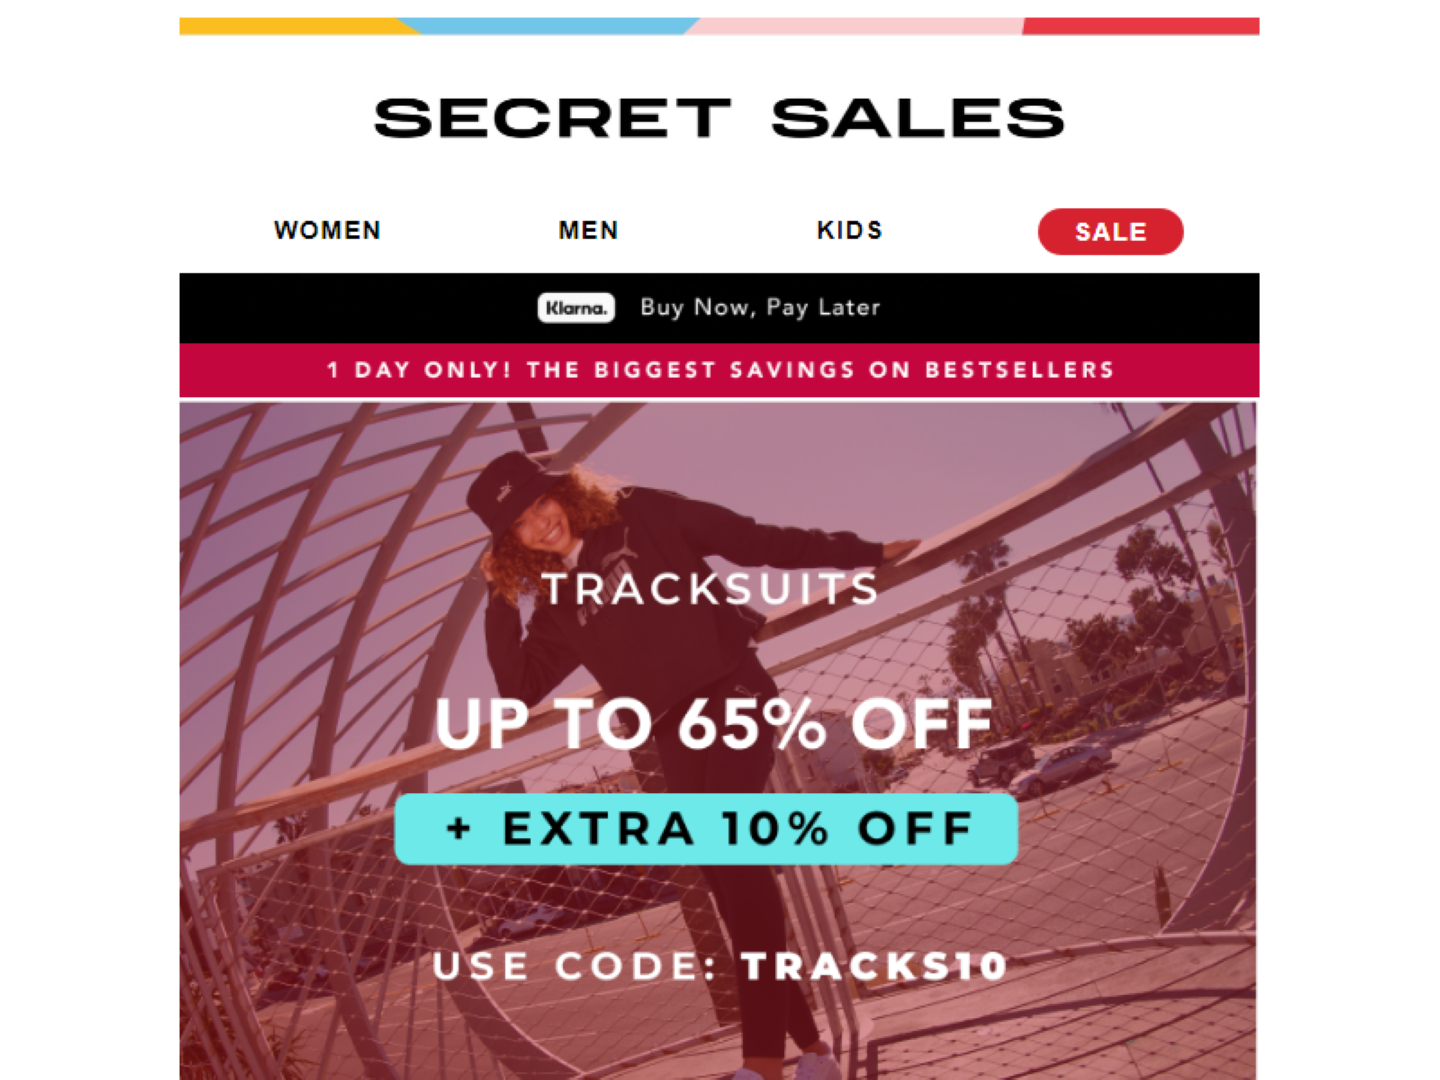 SECRET SALES
WOMEN MEN KIDS SALE
Klarna. Buy Now, Pay Later
1 DAY ONLY! THE BIGGEST SAVINGS ON BESTSELLERS
TRACKSUITS
UP TO 65% OFF
+ EXTRA 10% OFF
USE CODE: TRACKS10